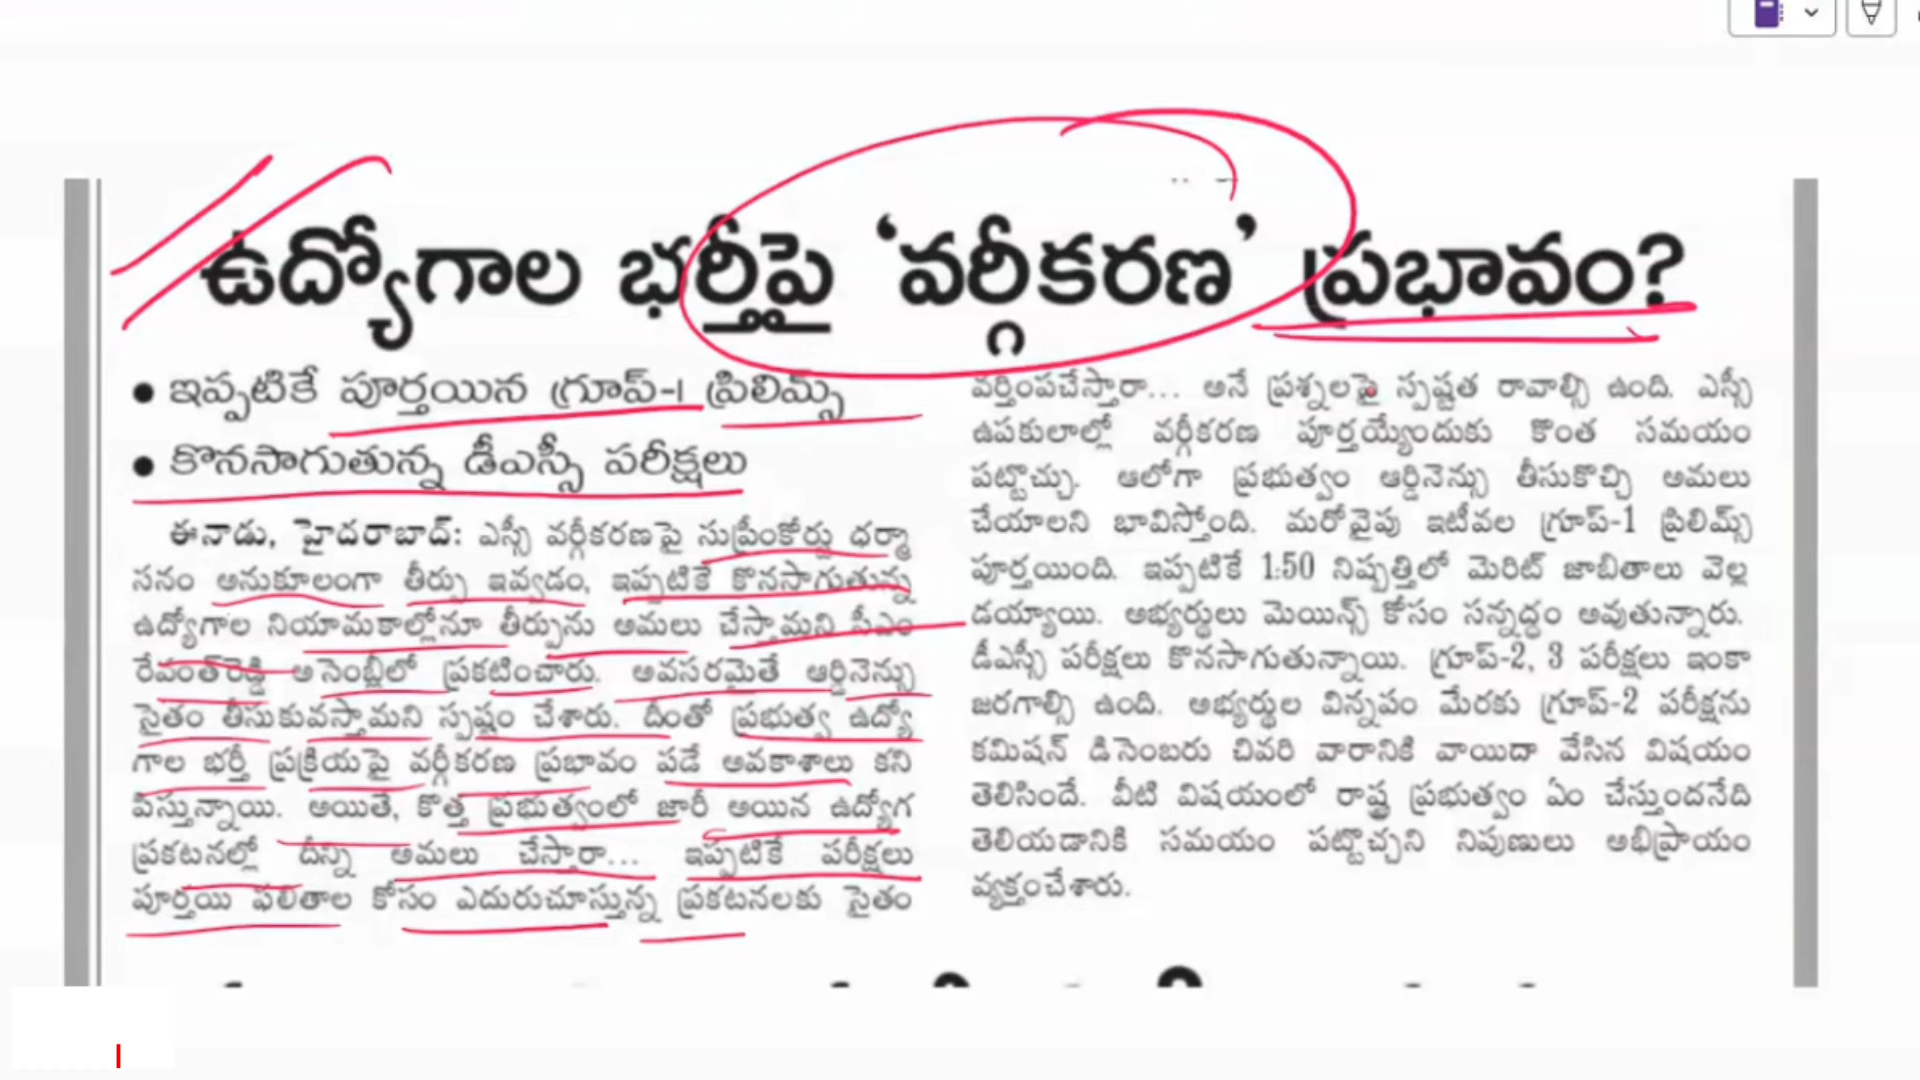 ఉద్యోగాల భర్తీపై ‘వర్గీకరణ’ ప్రభావం?
● ఇప్పటికే పూర్తయిన గ్రూప్-1 ప్రిలిమ్స్
● కొనసాగుతున్న డీఎస్సీ పరీక్షలు
ఈనాడు, హైదరాబాద్: ఎస్సీ వర్గీకరణపై సుప్రీంకోర్టు ధర్మా
సనం అనుకూలంగా తీర్పు ఇవ్వడం, ఇప్పటికే కొనసాగుతున్న
ఉద్యోగాల నియామకాల్లోనూ తీర్పును అమలు చేస్తామని సీఎం
రేవంత్‌రెడ్డి అసెంబ్లీలో ప్రకటించారు. అవసరమైతే ఆర్డినెన్సు
సైతం తీసుకువస్తామని స్పష్టం చేశారు. దీంతో ప్రభుత్వ ఉద్యో
గాల భర్తీ ప్రక్రియపై వర్గీకరణ ప్రభావం పడే అవకాశాలు కని
పిస్తున్నాయి. అయితే, కొత్త ప్రభుత్వంలో జారీ అయిన ఉద్యోగ
ప్రకటనల్లో దీన్ని అమలు చేస్తారా... ఇప్పటికే పరీక్షలు
పూర్తయి ఫలితాల కోసం ఎదురుచూస్తున్న ప్రకటనలకు సైతం
వర్తింపచేస్తారా... అనే ప్రశ్నలపై స్పష్టత రావాల్సి ఉంది. ఎస్సీ
ఉపకులాల్లో వర్గీకరణ పూర్తయ్యేందుకు కొంత సమయం
పట్టొచ్చు. ఆలోగా ప్రభుత్వం ఆర్డినెన్సు తీసుకొచ్చి అమలు
చేయాలని భావిస్తోంది. మరోవైపు ఇటీవల గ్రూప్-1 ప్రిలిమ్స్
పూర్తయింది. ఇప్పటికే 1:50 నిష్పత్తిలో మెరిట్ జాబితాలు వెల్ల
డయ్యాయి. అభ్యర్థులు మెయిన్స్ కోసం సన్నద్ధం అవుతున్నారు.
డీఎస్సీ పరీక్షలు కొనసాగుతున్నాయి. గ్రూప్-2, 3 పరీక్షలు ఇంకా
జరగాల్సి ఉంది. అభ్యర్థుల విన్నపం మేరకు గ్రూప్-2 పరీక్షను
కమిషన్ డిసెంబరు చివరి వారానికి వాయిదా వేసిన విషయం
తెలిసిందే. వీటి విషయంలో రాష్ట్ర ప్రభుత్వం ఏం చేస్తుందనేది
తెలియడానికి సమయం పట్టొచ్చని నిపుణులు అభిప్రాయం
వ్యక్తంచేశారు.